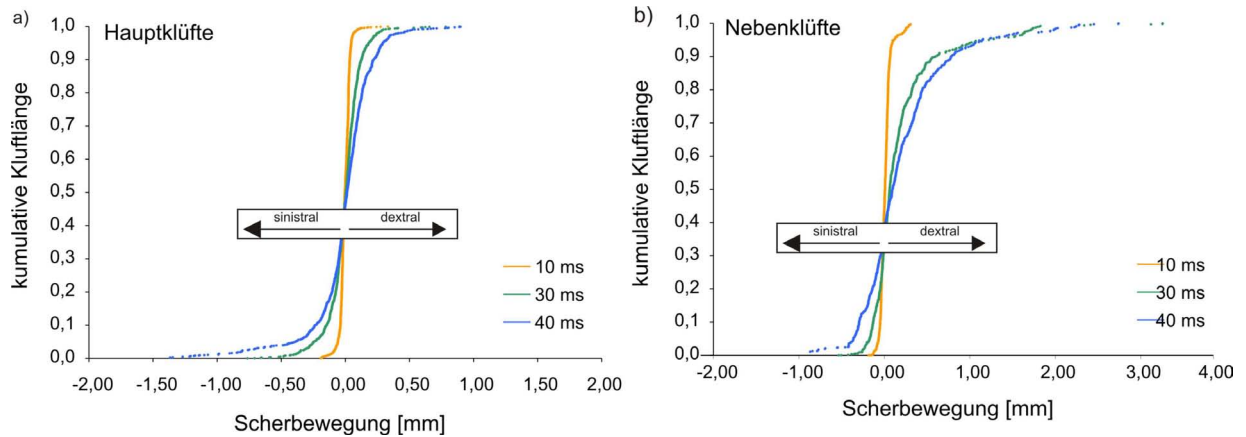 a)
Hauptklüfte
kumulative Kluftlänge
1,0
0,9
0,8
0,7
0,6
0,5
0,4
0,3
0,2
0,1
0,0
sinistral dextral
10 ms
30 ms
40 ms
-2,00 -1,50 -1,00 -0,50 0,00 0,50 1,00 1,50 2,00
Scherbewegung [mm]
b)
Nebenklüfte
kumulative Kluftlänge
1,0
0,9
0,8
0,7
0,6
0,5
0,4
0,3
0,2
0,1
0,0
sinistral dextral
10 ms
30 ms
40 ms
-2,00 -1,00 0,00 1,00 2,00 3,00 4,00
Scherbewegung [mm]